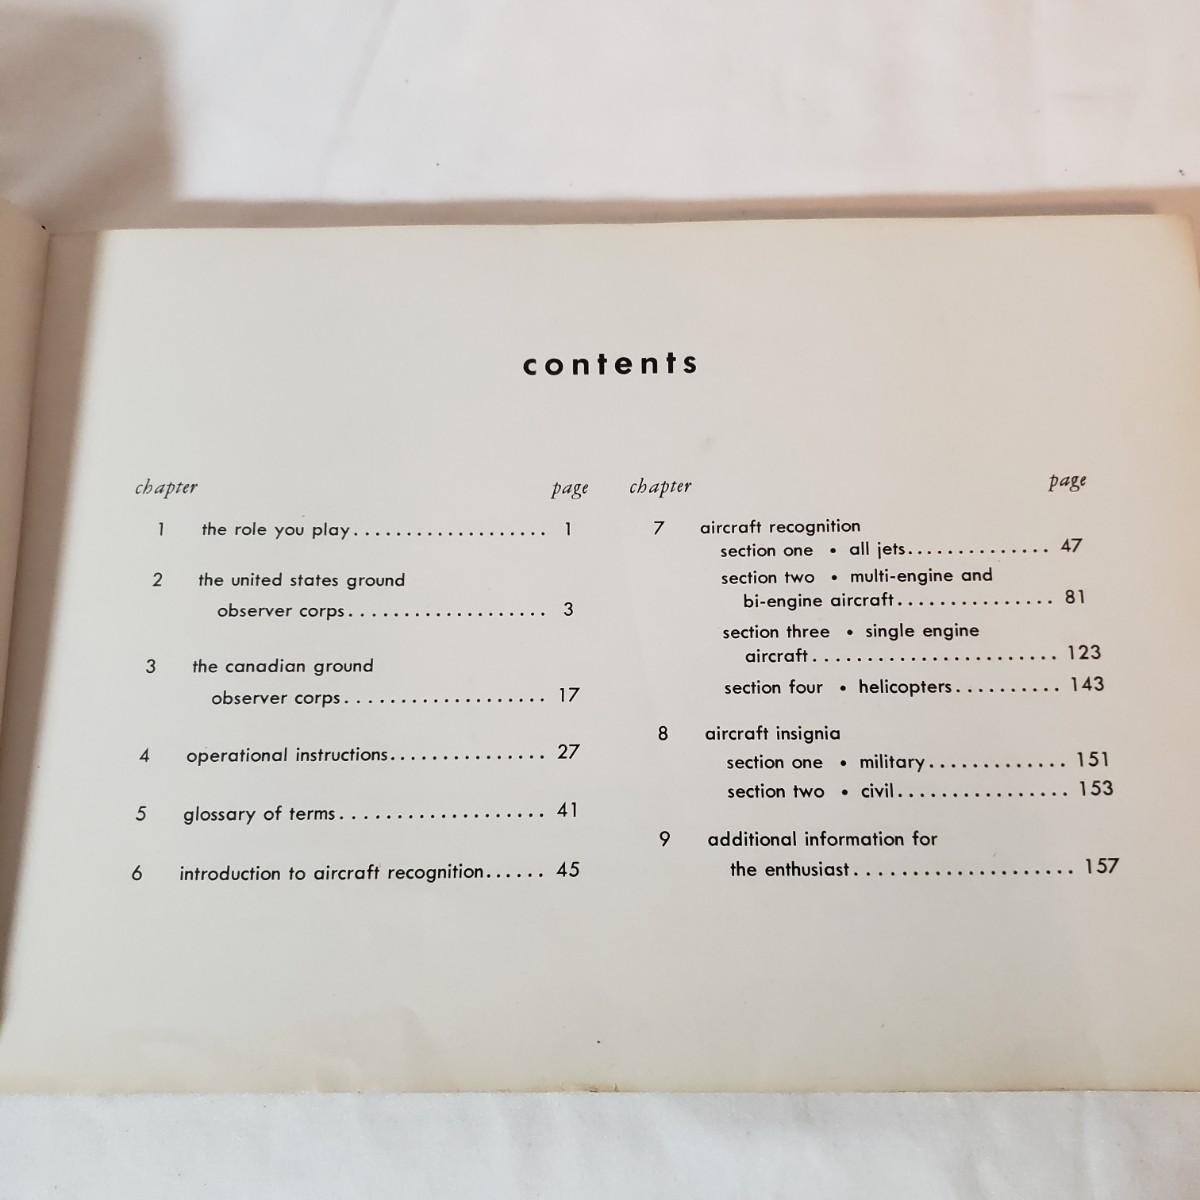 contents
chapter page
1 the role you play................... 1
2 the united states ground
observer corps................... 3
3 the canadian ground
observer corps................... 17
4 operational instructions............... 27
5 glossary of terms................... 41
6 introduction to aircraft recognition...... 45
chapter page
7 aircraft recognition
section one • all jets.............. 47
section two • multi-engine and
bi-engine aircraft............... 81
section three • single engine
aircraft....................... 123
section four • helicopters.......... 143
8 aircraft insignia
section one • military............. 151
section two • civil................ 153
9 additional information for
the enthusiast.................... 157